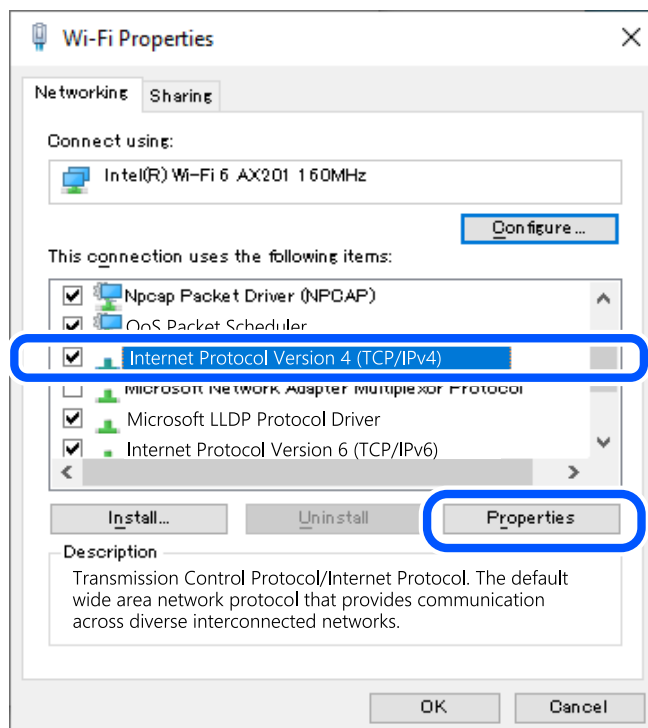 Wi-Fi Properties
Networking Sharing
Connect using:
Intel(R) Wi-Fi 6 AX201 160MHz
Configure...
This connection uses the following items:
Npcap Packet Driver (NPCAP)
QoS Packet Scheduler
Internet Protocol Version 4 (TCP/IPv4)
Microsoft Network Adapter Multiplexor Protocol
Microsoft LLDP Protocol Driver
Internet Protocol Version 6 (TCP/IPv6)
Install... Uninstall Properties
Description
Transmission Control Protocol/Internet Protocol. The default
wide area network protocol that provides communication
across diverse interconnected networks.
OK Cancel